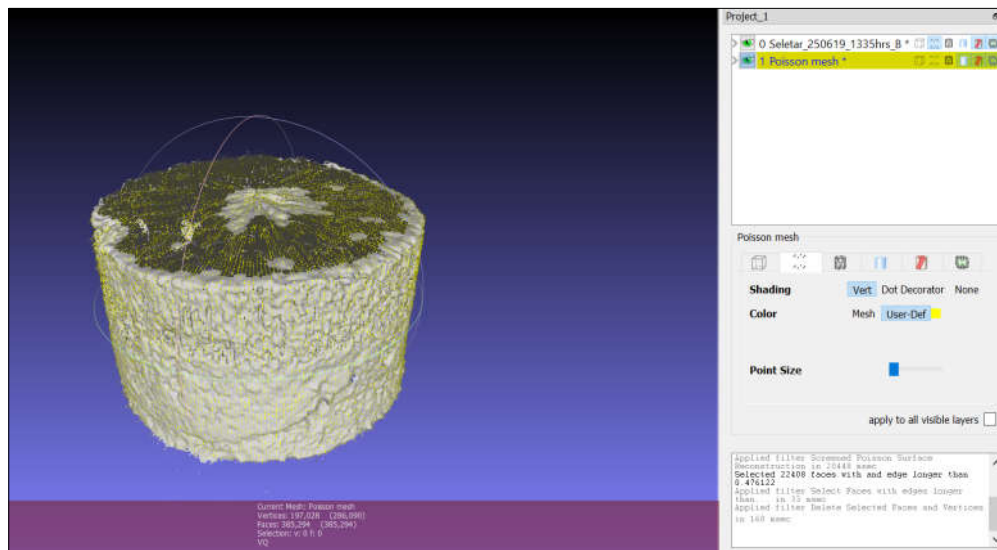 Project_1
0 Seletar_250619_1335hrs_B *
1 Poisson mesh *
Poisson mesh
Shading Vert Dot Decorator None
Color Mesh User-Def
Point Size
apply to all visible layers
Applied filter Screened Poisson Surface
Reconstruction in 20448 msec
Selected 22408 faces with and edge longer than
0.476122
Applied filter Select Faces with edges longer
than... in 35 msec
Applied filter Delete Selected Faces and Vertices
in 160 msec
Current Mesh: Poisson mesh
Vertices: 197,028 (296,090)
Faces: 385,294 (385,294)
Selection: v: 0 f: 0
VQ